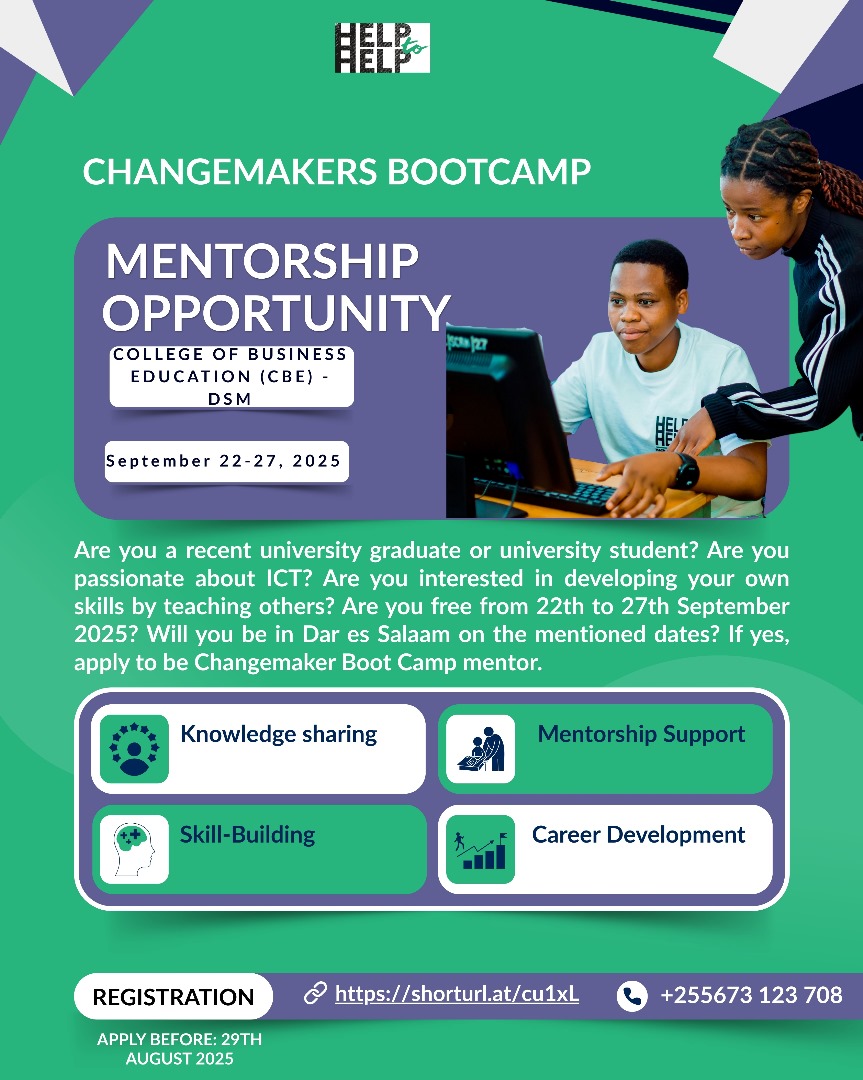 HELP to
HELP
CHANGEMAKERS BOOTCAMP
MENTORSHIP
OPPORTUNITY
COLLEGE OF BUSINESS
EDUCATION (CBE) -
DSM
September 22-27, 2025
HELP
HELP
Are you a recent university graduate or university student? Are you
passionate about ICT? Are you interested in developing your own
skills by teaching others? Are you free from 22th to 27th September
2025? Will you be in Dar es Salaam on the mentioned dates? If yes,
apply to be Changemaker Boot Camp mentor.
Knowledge sharing
Mentorship Support
Skill-Building
Career Development
REGISTRATION
https://shorturl.at/cu1xL
+255673 123 708
APPLY BEFORE: 29TH
AUGUST 2025